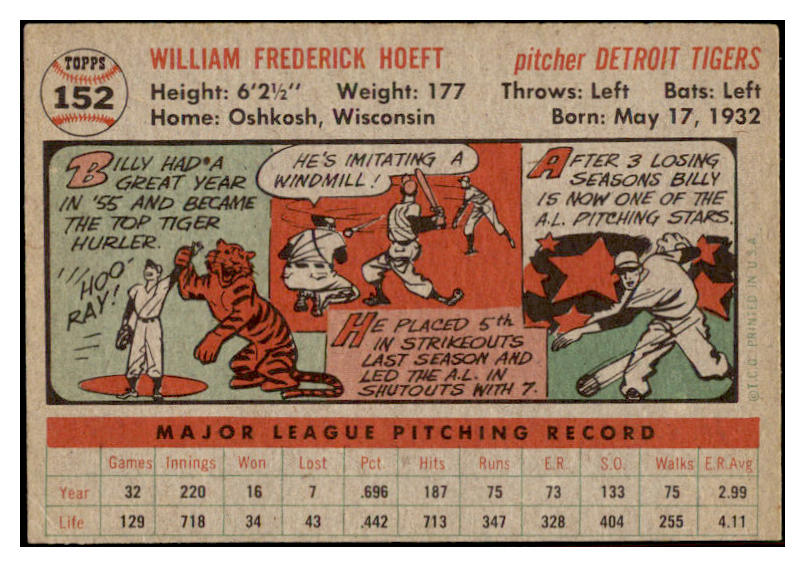 TOPPS
152
WILLIAM FREDERICK HOEFT
pitcher DETROIT TIGERS
Height: 6'2½" Weight: 177
Throws: Left Bats: Left
Home: Oshkosh, Wisconsin
Born: May 17, 1932
BILLY HAD A
GREAT YEAR
IN '55 AND BECAME
THE TOP TIGER
HURLER.
HOO
RAY!
HE'S IMITATING A
WINDMILL!
HE PLACED 5th
IN STRIKEOUTS
LAST SEASON AND
LED THE A.L. IN
SHUTOUTS WITH 7.
AFTER 3 LOSING
SEASONS BILLY
IS NOW ONE OF THE
A.L. PITCHING STARS.
©T.C.G. PRINTED IN U.S.A.
MAJOR LEAGUE PITCHING RECORD
Games Innings Won Lost Pct. Hits Runs E.R. S.O. Walks E.R.Avg
Year 32 220 16 7 .696 187 75 73 133 75 2.99
Life 129 718 34 43 .442 713 347 328 404 255 4.11